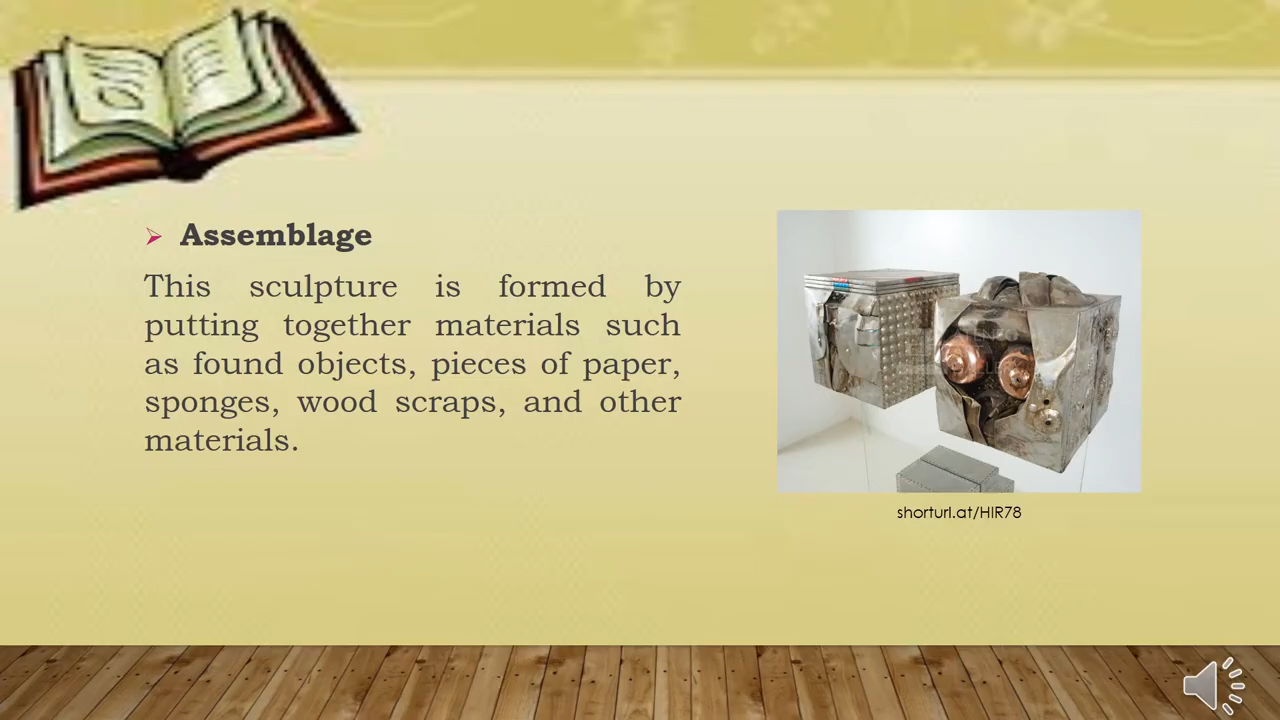 Assemblage
This sculpture is formed by
putting together materials such
as found objects, pieces of paper,
sponges, wood scraps, and other
materials.
shorturl.at/HIR78